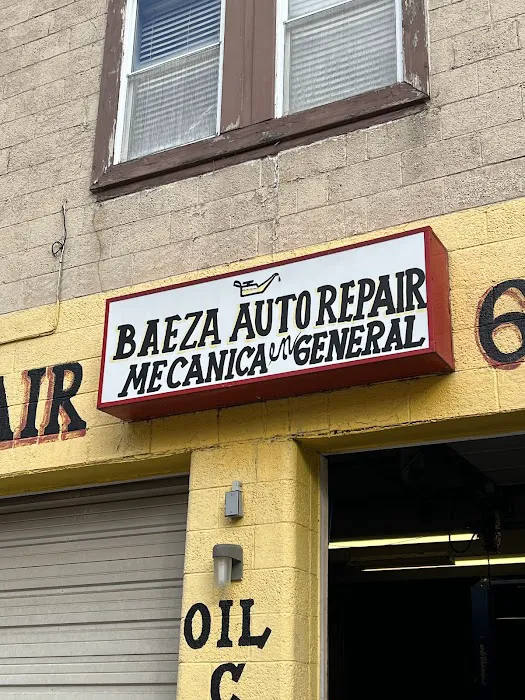 BAEZA AUTO REPAIR
MECANICA en GENERAL
AIR
6
OIL
C